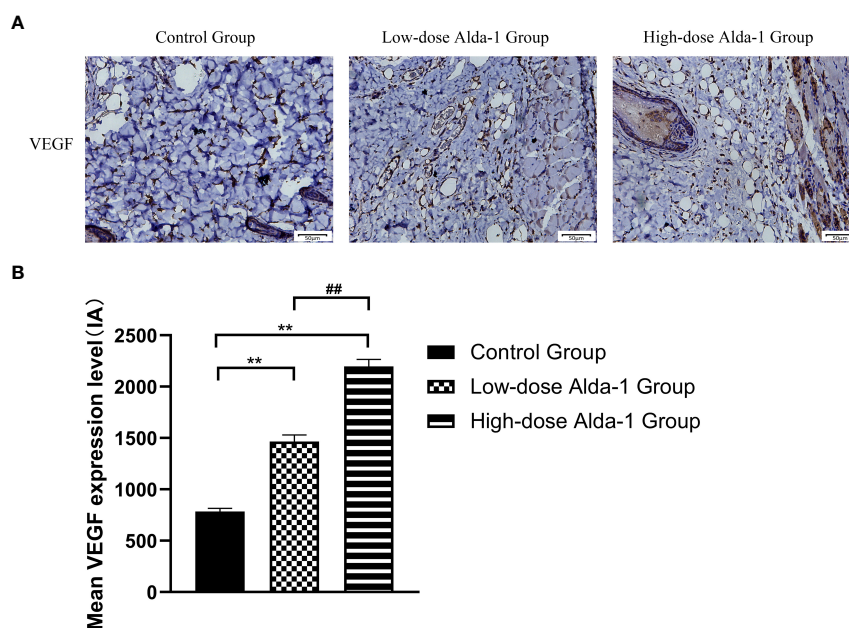 A
Control Group
Low-dose Alda-1 Group
High-dose Alda-1 Group
VEGF
50μm
50μm
50μm
B
Mean VEGF expression level(IA)
2500
2000
1500
1000
500
0
**
**
##
Control Group
Low-dose Alda-1 Group
High-dose Alda-1 Group